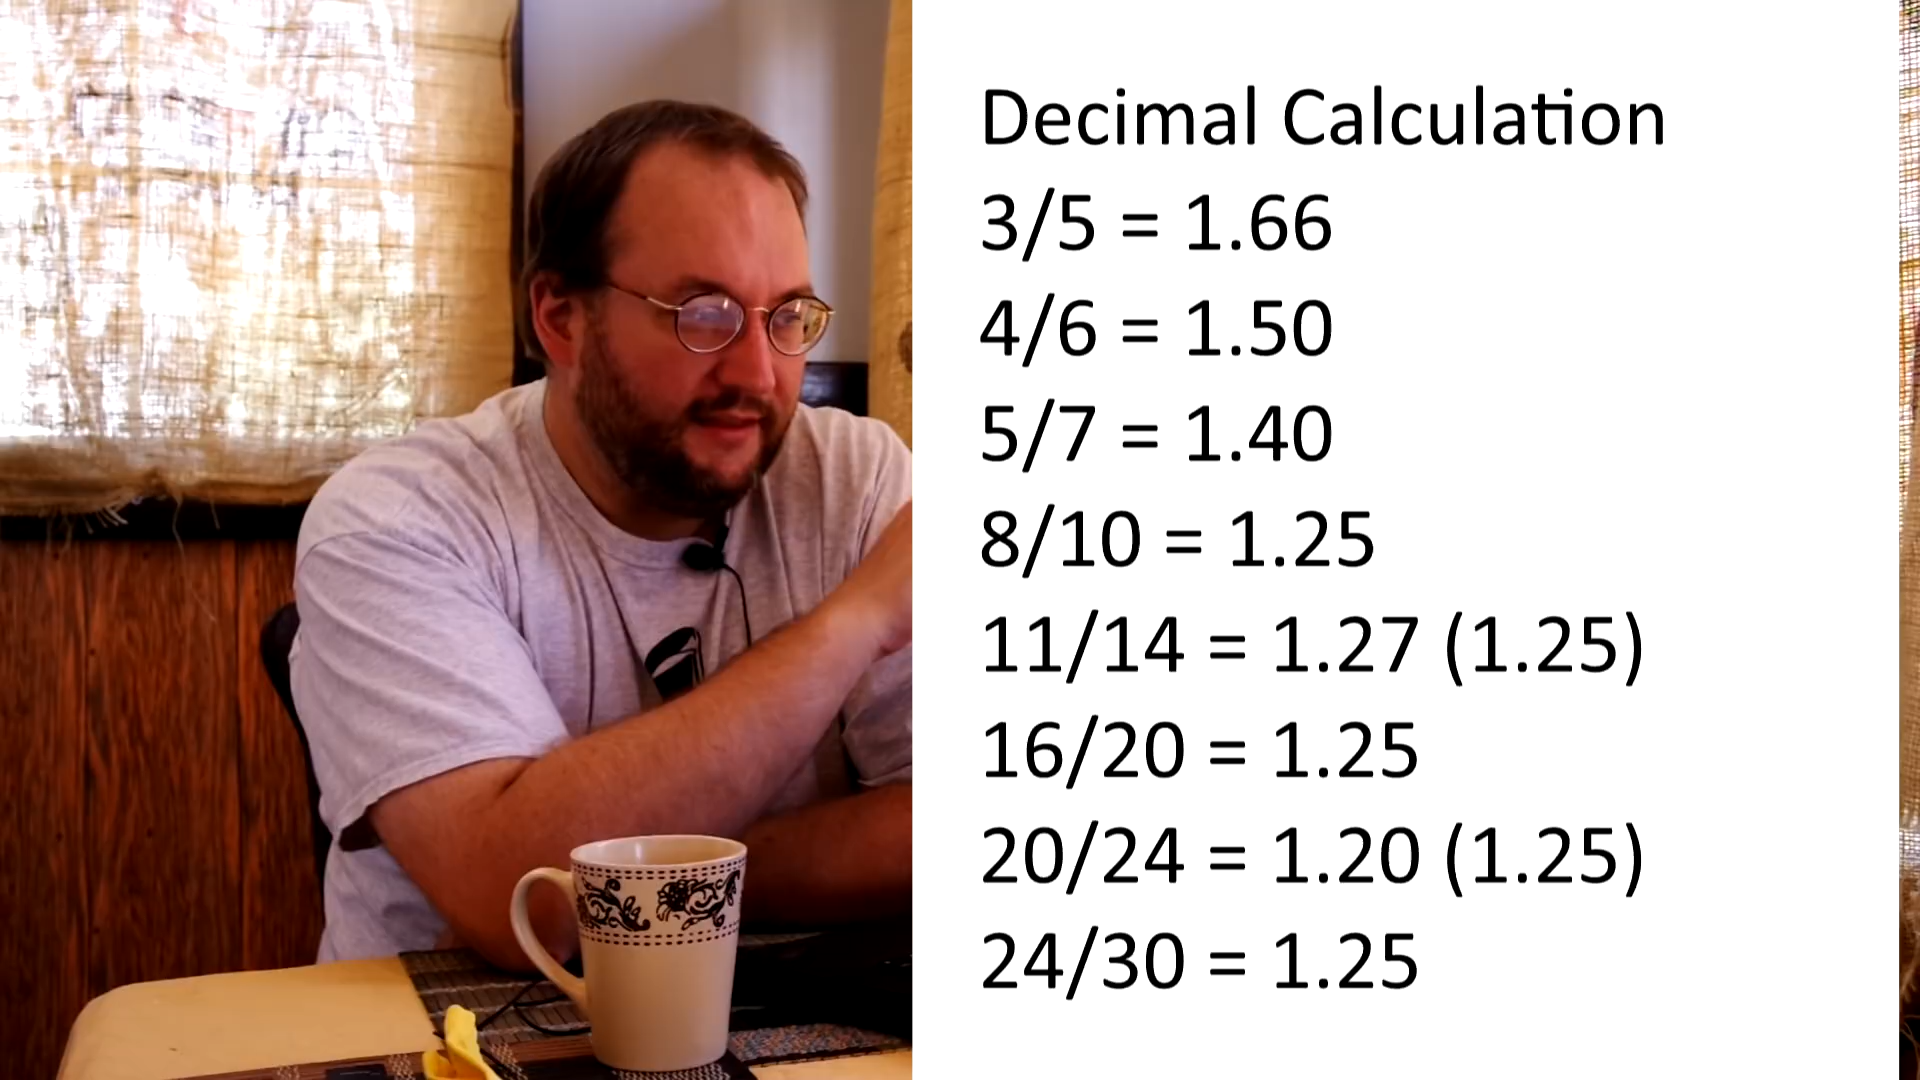 Decimal Calculation
3/5 = 1.66
4/6 = 1.50
5/7 = 1.40
8/10 = 1.25
11/14 = 1.27 (1.25)
16/20 = 1.25
20/24 = 1.20 (1.25)
24/30 = 1.25